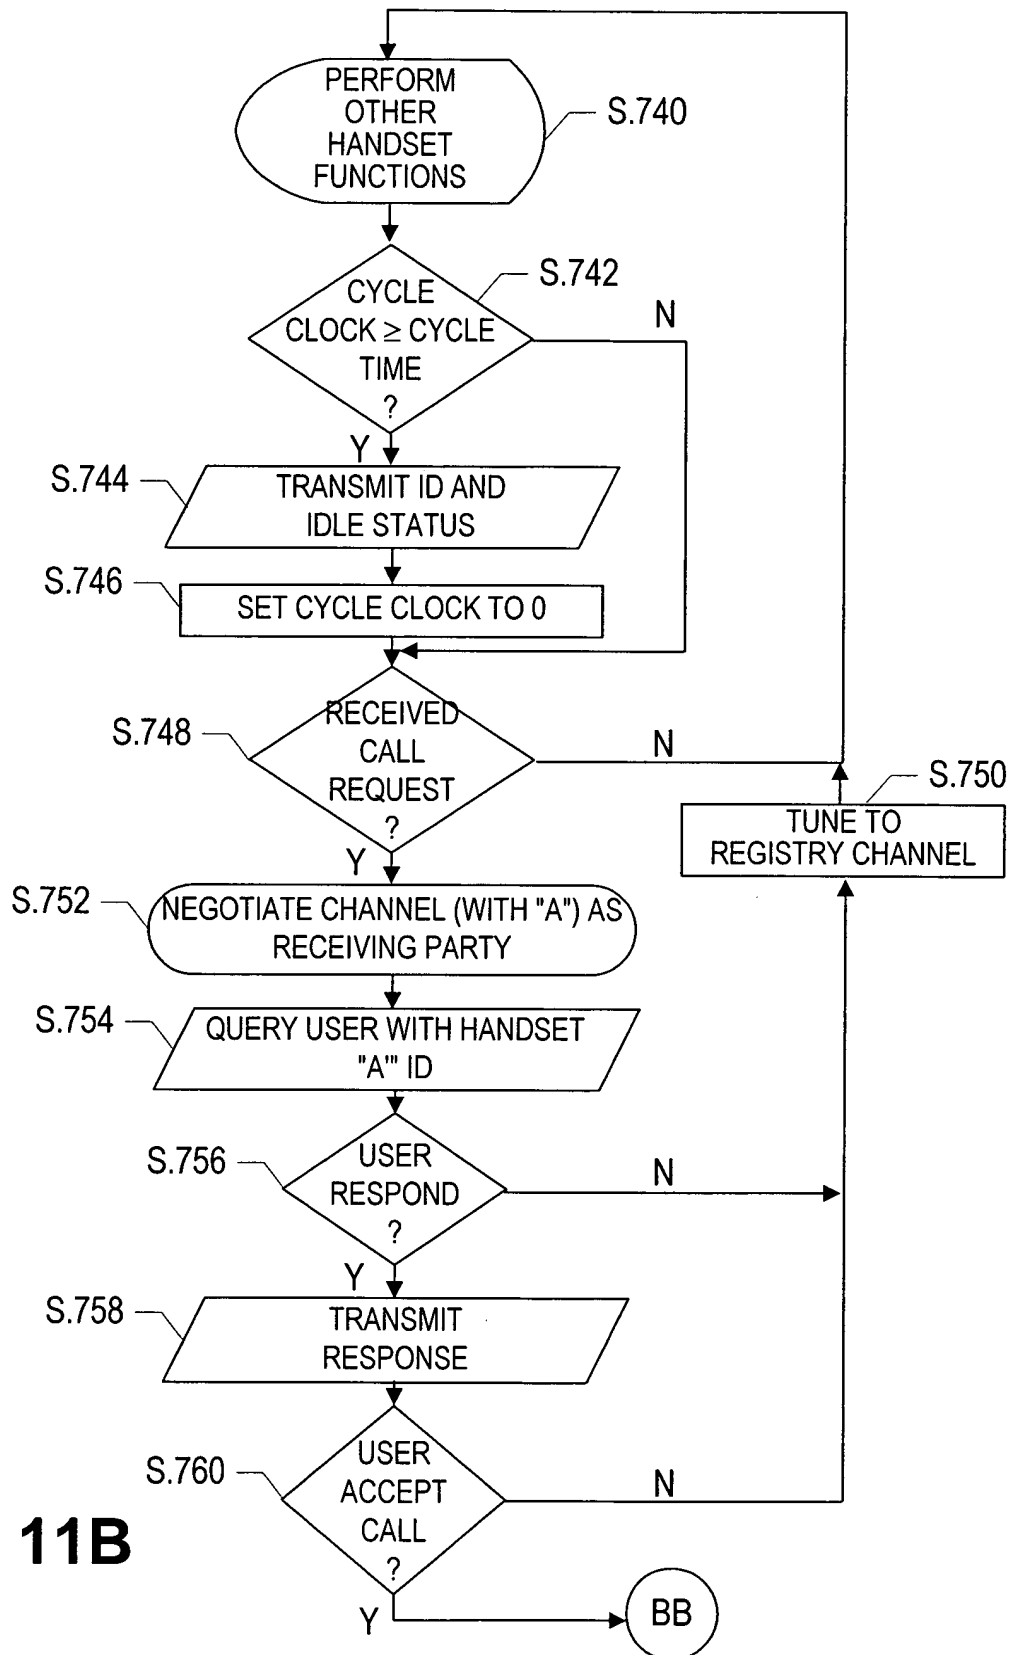 PERFORM
OTHER
HANDSET
FUNCTIONS
S.740
S.742
CYCLE
CLOCK ≥ CYCLE
TIME
?
N
Y
S.744
TRANSMIT ID AND
IDLE STATUS
S.746
SET CYCLE CLOCK TO 0
S.748
RECEIVED
CALL
REQUEST
?
N
Y
S.750
TUNE TO
REGISTRY CHANNEL
S.752
NEGOTIATE CHANNEL (WITH "A") AS
RECEIVING PARTY
S.754
QUERY USER WITH HANDSET
"A'" ID
S.756
USER
RESPOND
?
N
Y
S.758
TRANSMIT
RESPONSE
S.760
USER
ACCEPT
CALL
?
N
Y
BB
11B